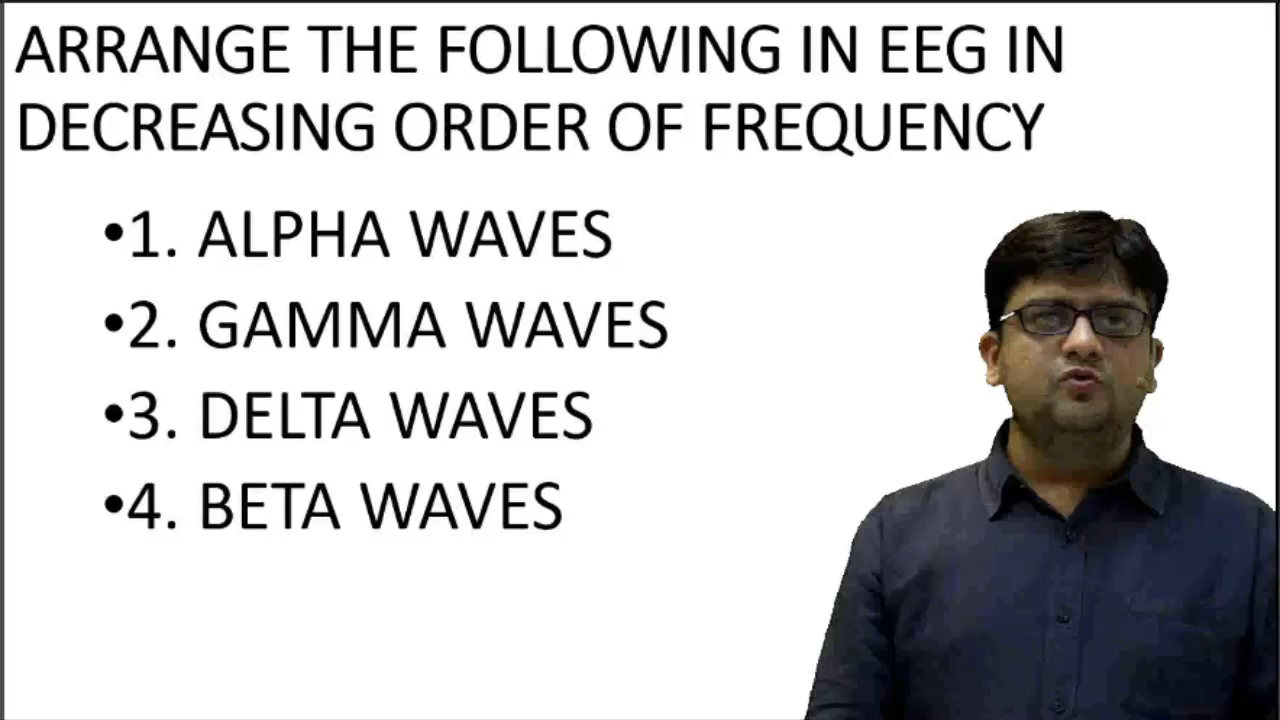 ARRANGE THE FOLLOWING IN EEG IN
DECREASING ORDER OF FREQUENCY
•1. ALPHA WAVES
•2. GAMMA WAVES
•3. DELTA WAVES
•4. BETA WAVES